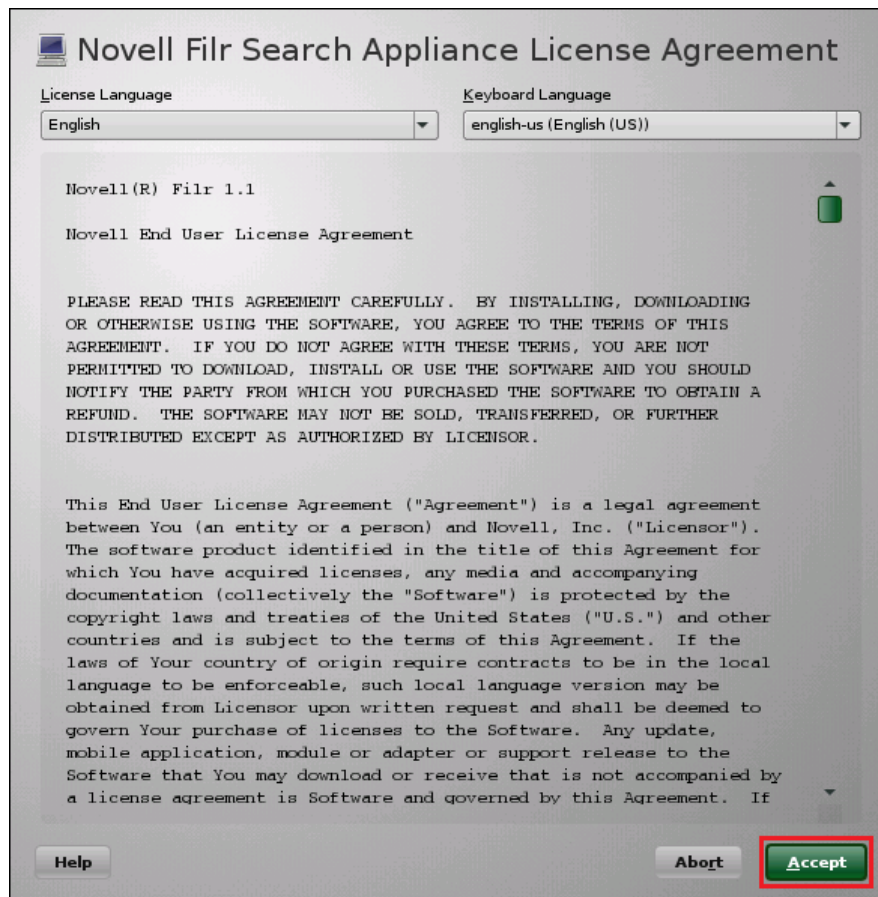 Novell Filr Search Appliance License Agreement
License Language
Keyboard Language
English
english-us (English (US))
Novell(R) Filr 1.1
Novell End User License Agreement
PLEASE READ THIS AGREEMENT CAREFULLY. BY INSTALLING, DOWNLOADING
OR OTHERWISE USING THE SOFTWARE, YOU AGREE TO THE TERMS OF THIS
AGREEMENT. IF YOU DO NOT AGREE WITH THESE TERMS, YOU ARE NOT
PERMITTED TO DOWNLOAD, INSTALL OR USE THE SOFTWARE AND YOU SHOULD
NOTIFY THE PARTY FROM WHICH YOU PURCHASED THE SOFTWARE TO OBTAIN A
REFUND. THE SOFTWARE MAY NOT BE SOLD, TRANSFERRED, OR FURTHER
DISTRIBUTED EXCEPT AS AUTHORIZED BY LICENSOR.
This End User License Agreement ("Agreement") is a legal agreement
between You (an entity or a person) and Novell, Inc. ("Licensor").
The software product identified in the title of this Agreement for
which You have acquired licenses, any media and accompanying
documentation (collectively the "Software") is protected by the
copyright laws and treaties of the United States ("U.S.") and other
countries and is subject to the terms of this Agreement. If the
laws of Your country of origin require contracts to be in the local
language to be enforceable, such local language version may be
obtained from Licensor upon written request and shall be deemed to
govern Your purchase of licenses to the Software. Any update,
mobile application, module or adapter or support release to the
Software that You may download or receive that is not accompanied by
a license agreement is Software and governed by this Agreement. If
Help
Abort
Accept